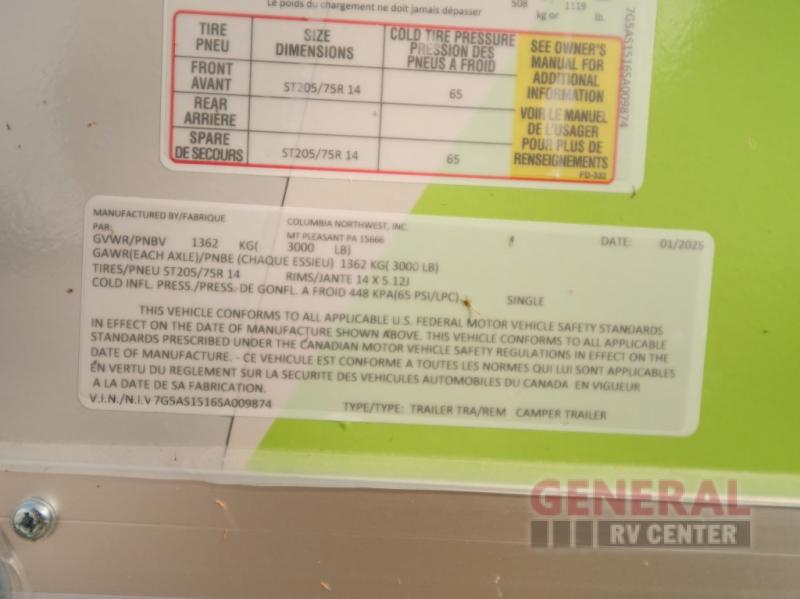 Le poids du chargement ne doit jamais dépasser 508 1119
kg or lb.
TIRE PNEU SIZE DIMENSIONS COLD TIRE PRESSURE PRESSION DES PNEUS A FROID
SEE OWNER'S MANUAL FOR ADDITIONAL INFORMATION
VOIR LE MANUEL DE L'USAGER POUR PLUS DE RENSEIGNEMENTS
FRONT AVANT ST205/75R 14 65
REAR ARRIÈRE
SPARE DE SECOURS ST205/75R 14 65
FD-332
7G5AS1516SA009874
MANUFACTURED BY/FABRIQUE COLUMBIA NORTHWEST, INC.
PAR: MT PLEASANT PA 15666 DATE: 01/2025
GVWR/PNBV 1362 KG( 3000 LB)
GAWR(EACH AXLE)/PNBE (CHAQUE ESSIEU) 1362 KG( 3000 LB)
TIRES/PNEU ST205/75R 14 RIMS/JANTE 14 X 5.12J
COLD INFL. PRESS./PRESS. DE GONFL. A FROID 448 KPA(65 PSI/LPC) SINGLE
THIS VEHICLE CONFORMS TO ALL APPLICABLE U.S. FEDERAL MOTOR VEHICLE SAFETY STANDARDS
IN EFFECT ON THE DATE OF MANUFACTURE SHOWN ABOVE. THIS VEHICLE CONFORMS TO ALL APPLICABLE
STANDARDS PRESCRIBED UNDER THE CANADIAN MOTOR VEHICLE SAFETY REGULATIONS IN EFFECT ON THE
DATE OF MANUFACTURE. - CE VEHICULE EST CONFORME A TOUTES LES NORMES QUI LUI SONT APPLICABLES
EN VERTU DU REGLEMENT SUR LA SECURITE DES VEHICULES AUTOMOBILES DU CANADA EN VIGUEUR
A LA DATE DE SA FABRICATION.
V.I.N./N.I.V 7G5AS1516SA009874 TYPE/TYPE: TRAILER TRA/REM CAMPER TRAILER
GENERAL
RV CENTER